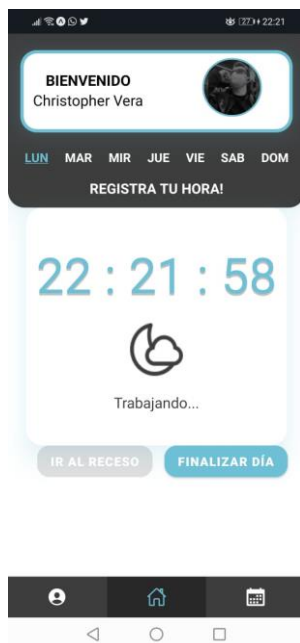 27 22:21
BIENVENIDO
Christopher Vera
LUN MAR MIR JUE VIE SAB DOM
REGISTRA TU HORA!
22 : 21 : 58
Trabajando...
IR AL RECESO FINALIZAR DÍA